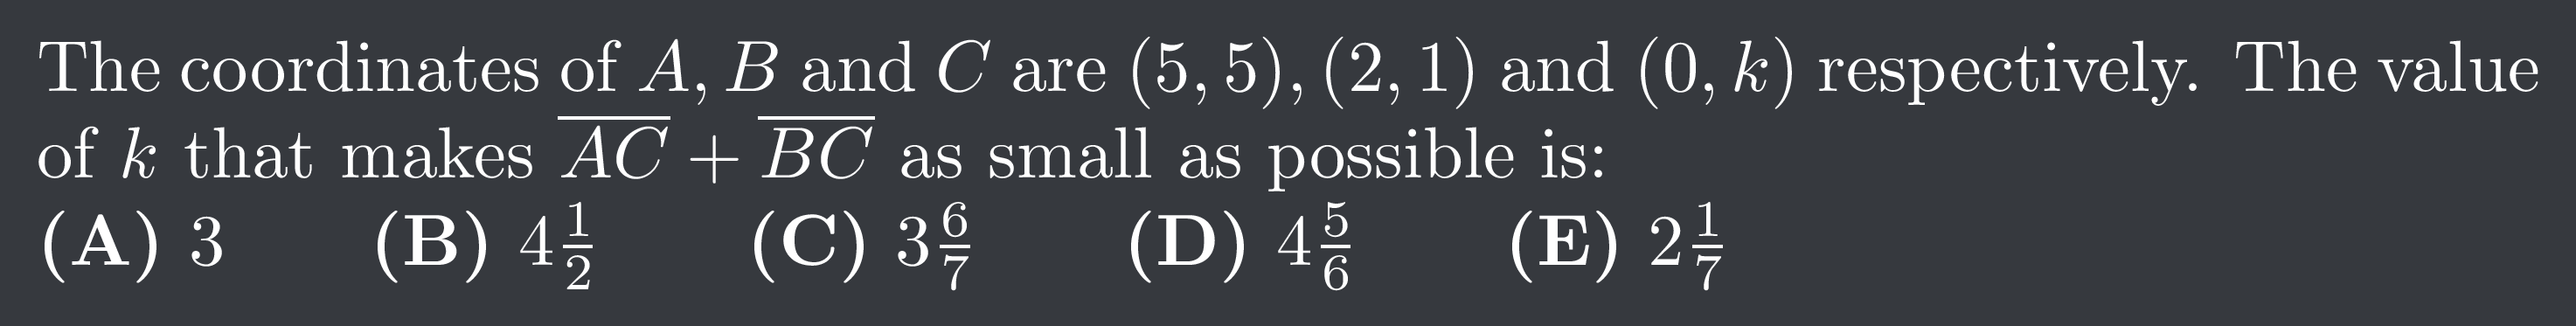 The coordinates of $A, B$ and $C$ are $(5, 5), (2, 1)$ and $(0, k)$ respectively. The value
of $k$ that makes $\overline{AC} + \overline{BC}$ as small as possible is:
(A) 3 (B) $4\frac{1}{2}$ (C) $3\frac{6}{7}$ (D) $4\frac{5}{6}$ (E) $2\frac{1}{7}$